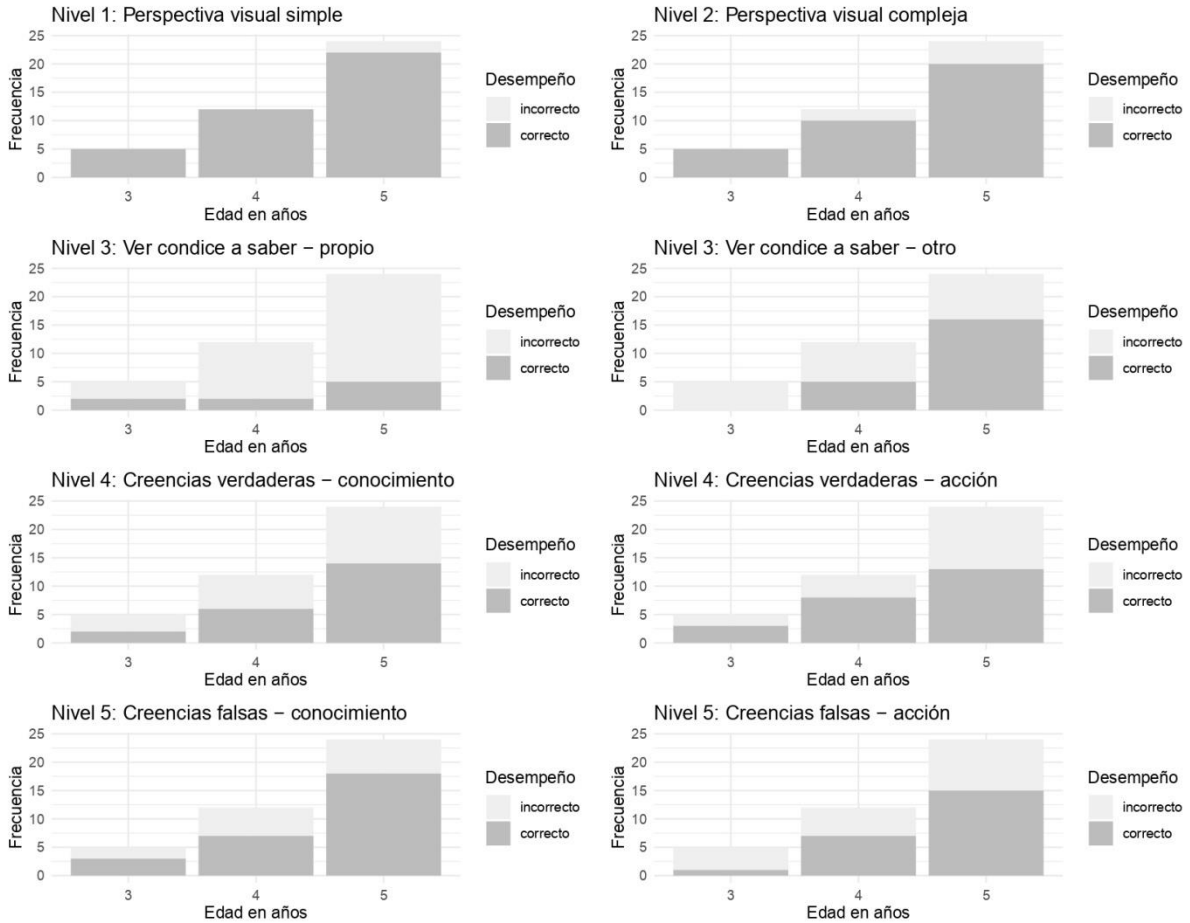 Nivel 1: Perspectiva visual simple
25
20
15
10
5
0
Frecuencia
3
4
5
Edad en años
Desempeño
incorrecto
correcto
Nivel 2: Perspectiva visual compleja
25
20
15
10
5
0
Frecuencia
3
4
5
Edad en años
Desempeño
incorrecto
correcto
Nivel 3: Ver condice a saber − propio
25
20
15
10
5
0
Frecuencia
3
4
5
Edad en años
Desempeño
incorrecto
correcto
Nivel 3: Ver condice a saber − otro
25
20
15
10
5
0
Frecuencia
3
4
5
Edad en años
Desempeño
incorrecto
correcto
Nivel 4: Creencias verdaderas − conocimiento
25
20
15
10
5
0
Frecuencia
3
4
5
Edad en años
Desempeño
incorrecto
correcto
Nivel 4: Creencias verdaderas − acción
25
20
15
10
5
0
Frecuencia
3
4
5
Edad en años
Desempeño
incorrecto
correcto
Nivel 5: Creencias falsas − conocimiento
25
20
15
10
5
0
Frecuencia
3
4
5
Edad en años
Desempeño
incorrecto
correcto
Nivel 5: Creencias falsas − acción
25
20
15
10
5
0
Frecuencia
3
4
5
Edad en años
Desempeño
incorrecto
correcto